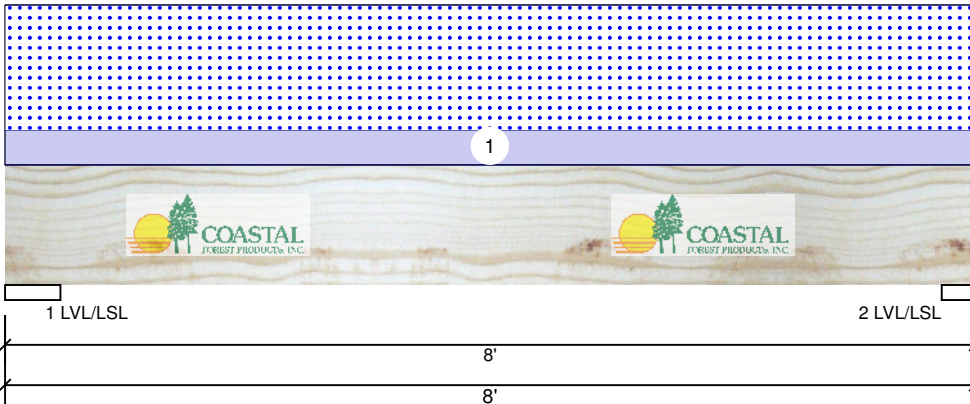 1
COASTAL
FOREST PRODUCTS, INC.
COASTAL
FOREST PRODUCTS, INC.
1 LVL/LSL
2 LVL/LSL
8'
8'